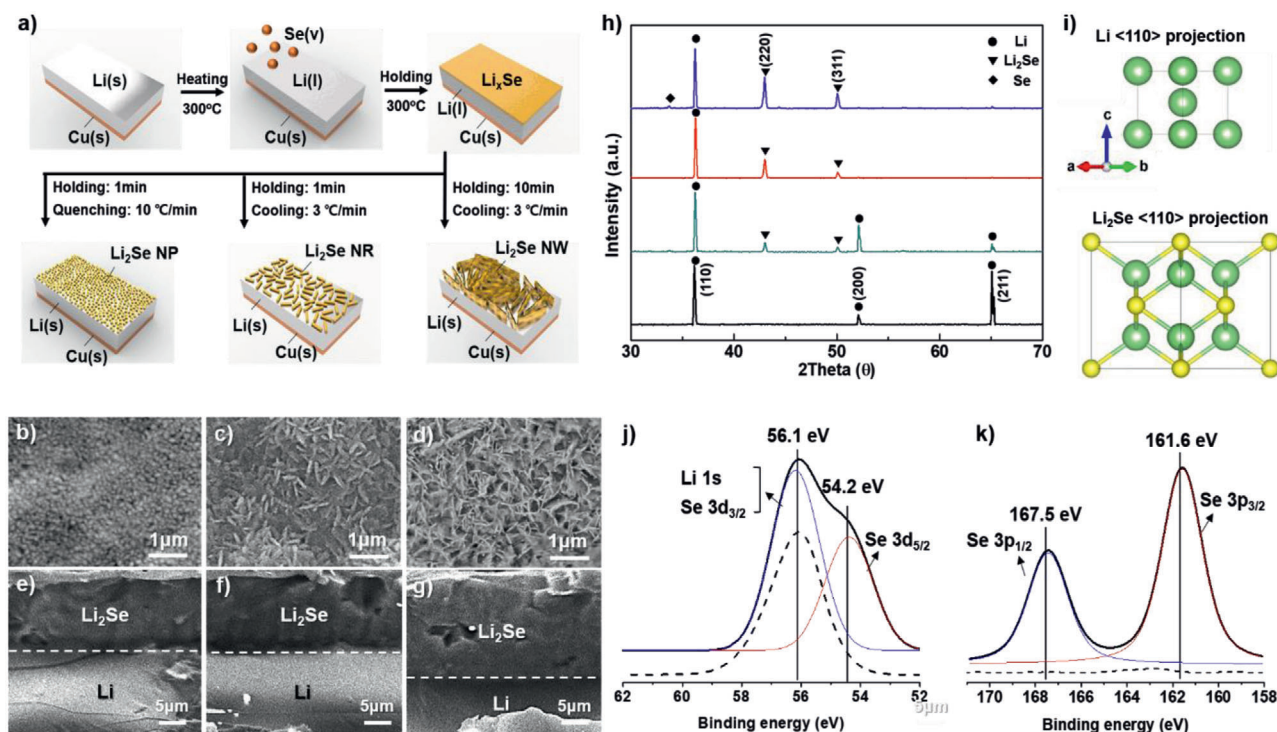 a)
Se(v)
Li(s)
Heating
300℃
Li(l)
Holding
300℃
LiₓSe
Li(l)
Cu(s)
Cu(s)
Cu(s)
Holding: 1min
Quenching: 10 ℃/min
Holding: 1min
Cooling: 3 ℃/min
Holding: 10min
Cooling: 3 ℃/min
Li₂Se NP
Li₂Se NR
Li₂Se NW
Li(s)
Li(s)
Li(s)
Cu(s)
Cu(s)
Cu(s)
h)
Intensity (a.u.)
Li
Li₂Se
Se
(220)
(311)
(110)
(200)
(211)
30
40
50
60
70
2Theta (θ)
i)
Li <110> projection
c
a
b
Li₂Se <110> projection
b)
1μm
c)
1μm
d)
1μm
e)
Li₂Se
Li
5μm
f)
Li₂Se
Li
5μm
g)
Li₂Se
Li
5μm
j)
56.1 eV
Li 1s
Se 3d₃/₂
54.2 eV
Se 3d₅/₂
62
60
58
56
54
52
5μm
Binding energy (eV)
k)
161.6 eV
167.5 eV
Se 3p₁/₂
Se 3p₃/₂
170
168
166
164
162
160
158
Binding energy (eV)